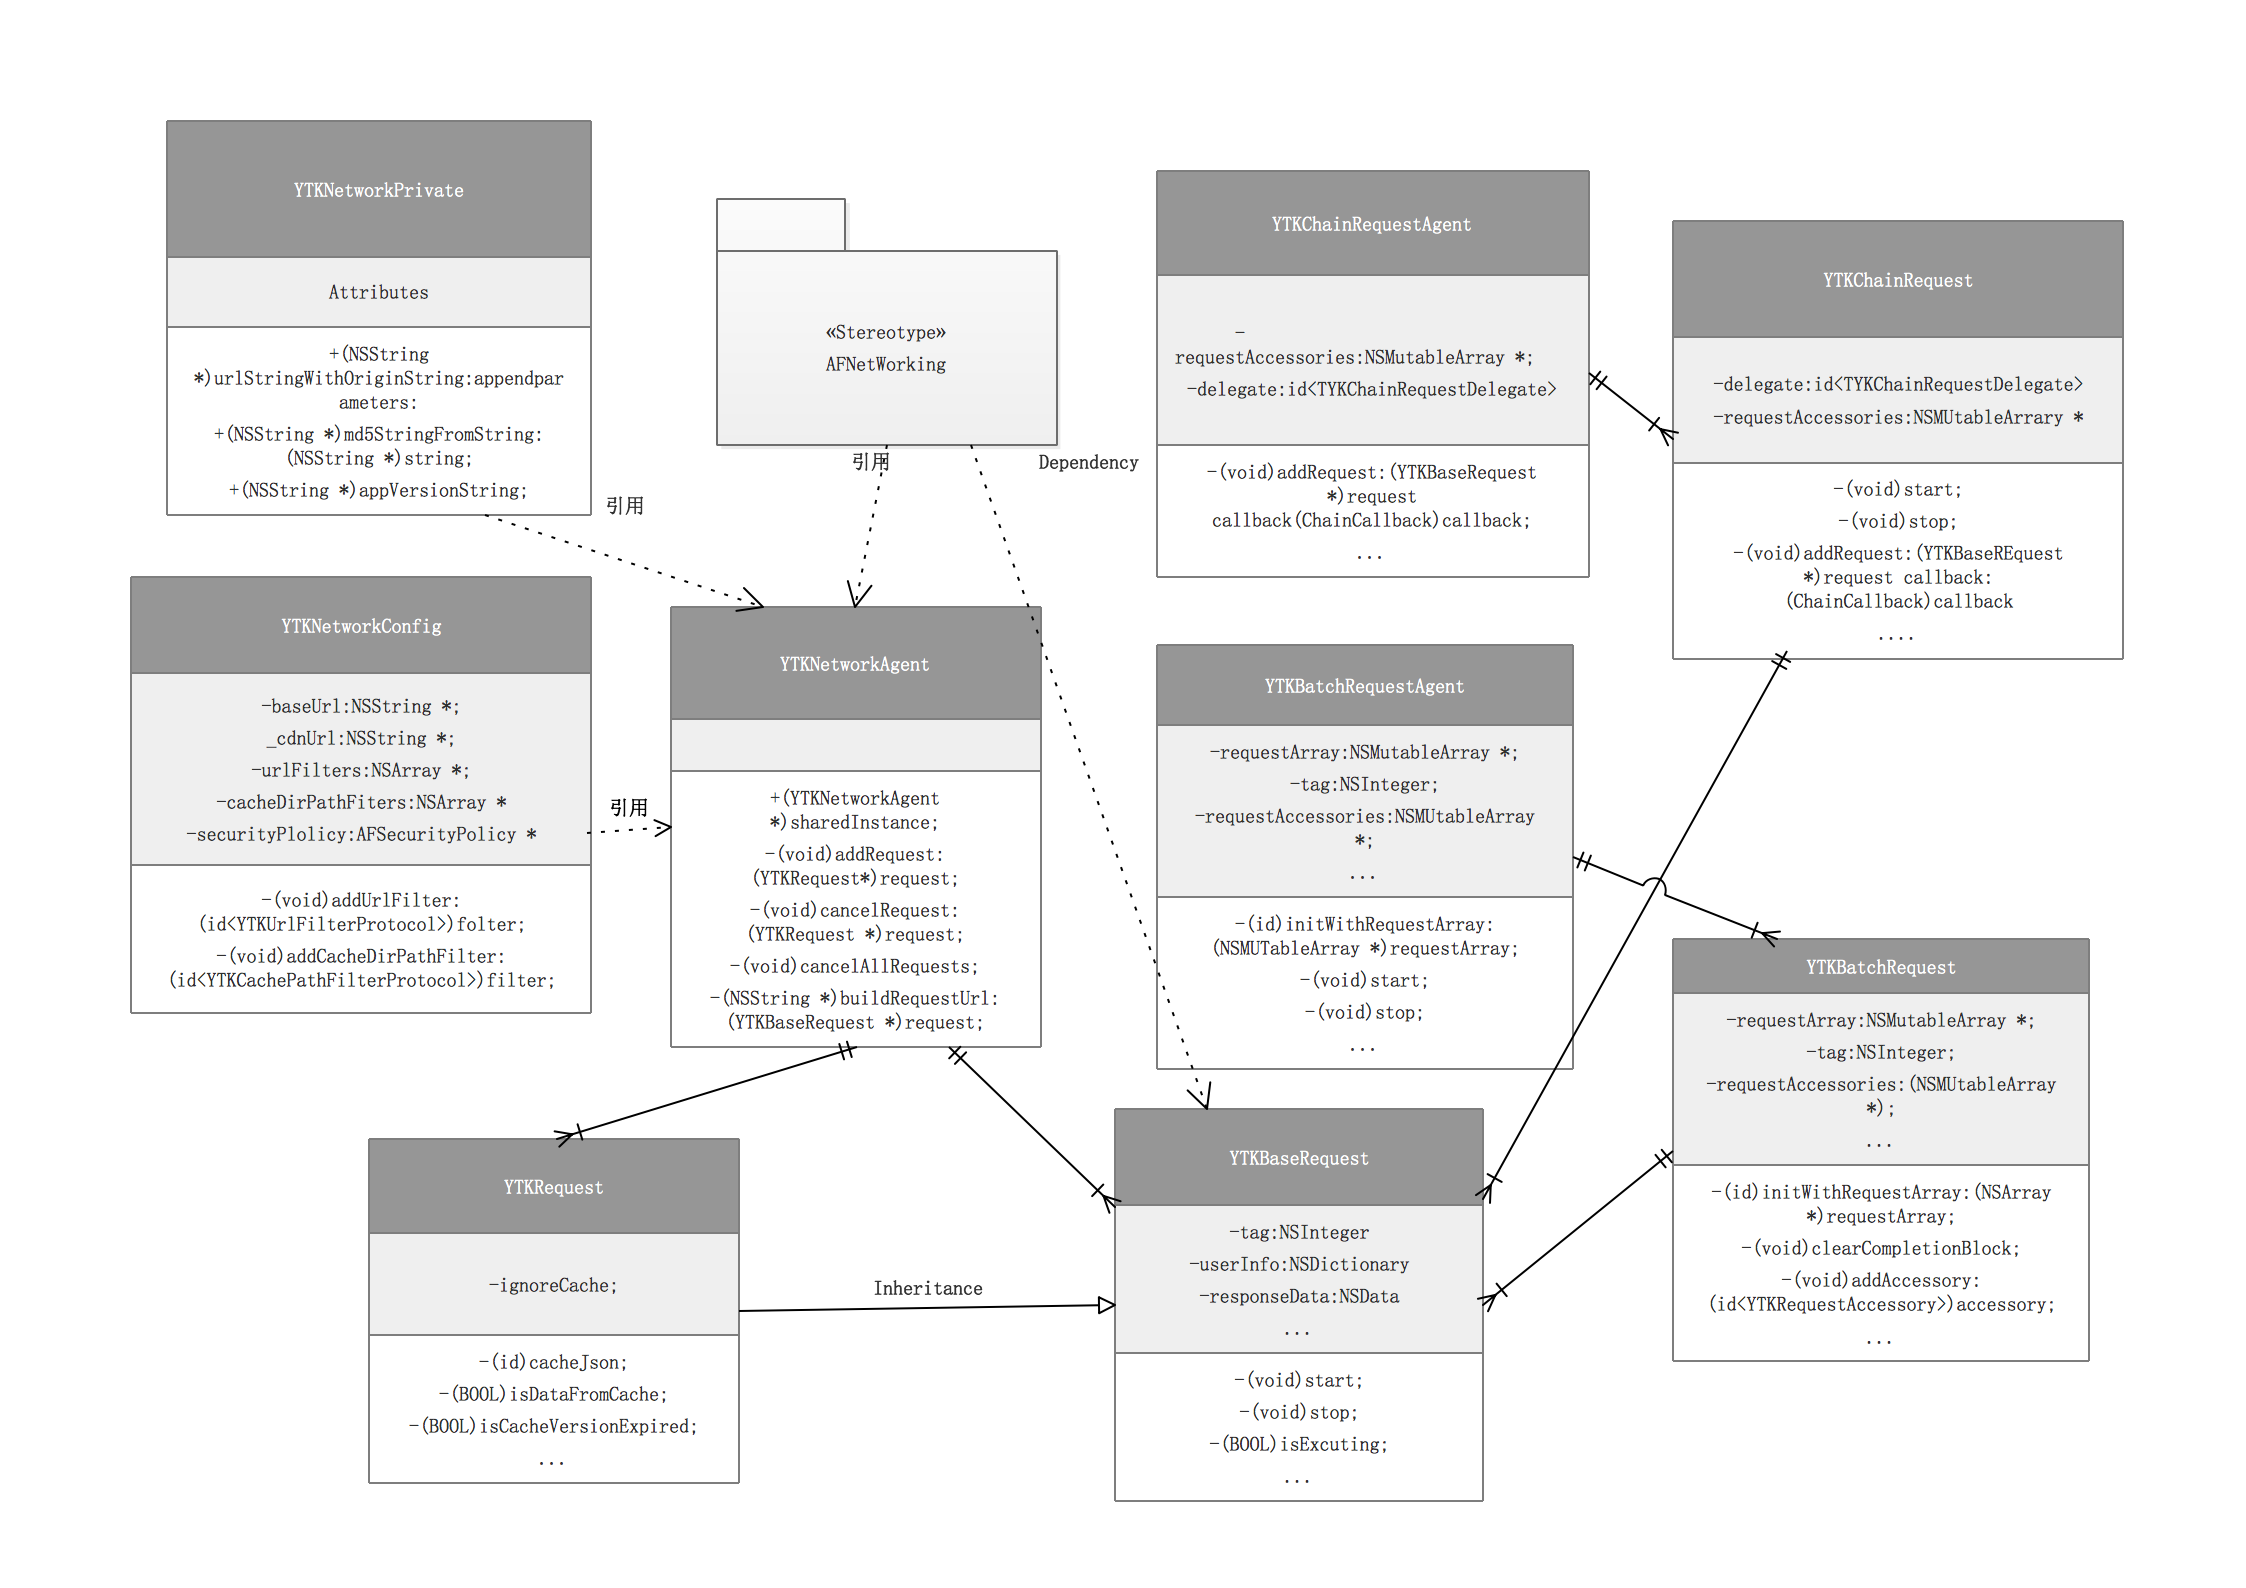 YTKNetworkPrivate
Attributes
+(NSString
*)urlStringWithOriginString:appendpar
ameters:
+(NSString *)md5StringFromString:
(NSString *)string;
+(NSString *)appVersionString;
引用
«Stereotype»
AFNetWorking
引用
Dependency
YTKChainRequestAgent
-
requestAccessories:NSMutableArray *;
-delegate:id<TYKChainRequestDelegate>
-(void)addRequest:(YTKBaseRequest
*)request
callback(ChainCallback)callback;
...
YTKChainRequest
-delegate:id<TYKChainRequestDelegate>
-requestAccessories:NSMUtableArrary *
-(void)start;
-(void)stop;
-(void)addRequest:(YTKBaseREquest
*)request callback:
(ChainCallback)callback
....
YTKNetworkConfig
-baseUrl:NSString *;
_cdnUrl:NSString *;
-urlFilters:NSArray *;
-cacheDirPathFiters:NSArray *
-securityPlolicy:AFSecurityPolicy *
-(void)addUrlFilter:
(id<YTKUrlFilterProtocol>)folter;
-(void)addCacheDirPathFilter:
(id<YTKCachePathFilterProtocol>)filter;
引用
YTKNetworkAgent
+(YTKNetworkAgent
*)sharedInstance;
-(void)addRequest:
(YTKRequest*)request;
-(void)cancelRequest:
(YTKRequest *)request;
-(void)cancelAllRequests;
-(NSString *)buildRequestUrl:
(YTKBaseRequest *)request;
YTKBatchRequestAgent
-requestArray:NSMutableArray *;
-tag:NSInteger;
-requestAccessories:NSMUtableArray
*;
...
-(id)initWithRequestArray:
(NSMUTableArray *)requestArray;
-(void)start;
-(void)stop;
...
YTKBatchRequest
-requestArray:NSMutableArray *;
-tag:NSInteger;
-requestAccessories:(NSMUtableArray
*);
...
-(id)initWithRequestArray:(NSArray
*)requestArray;
-(void)clearCompletionBlock;
-(void)addAccessory:
(id<YTKRequestAccessory>)accessory;
...
YTKRequest
-ignoreCache;
-(id)cacheJson;
-(BOOL)isDataFromCache;
-(BOOL)isCacheVersionExpired;
...
Inheritance
YTKBaseRequest
-tag:NSInteger
-userInfo:NSDictionary
-responseData:NSData
...
-(void)start;
-(void)stop;
-(BOOL)isExcuting;
...